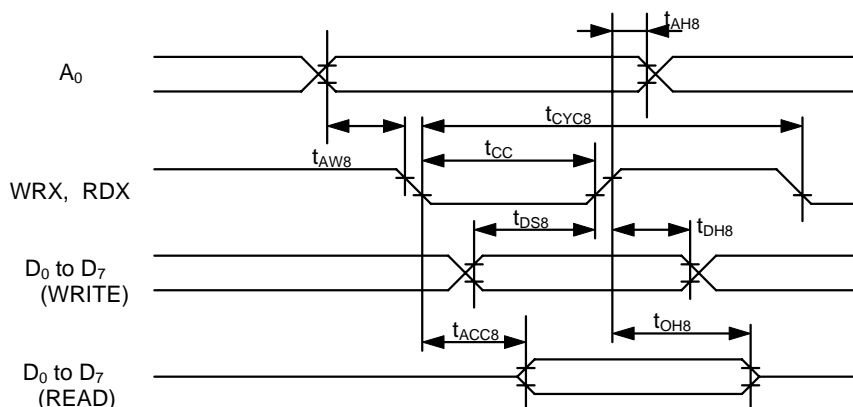 tAH8
A0
tCYC8
tCC
tAW8
WRX, RDX
tDS8
tDH8
D0 to D7
(WRITE)
tACC8
tOH8
D0 to D7
(READ)